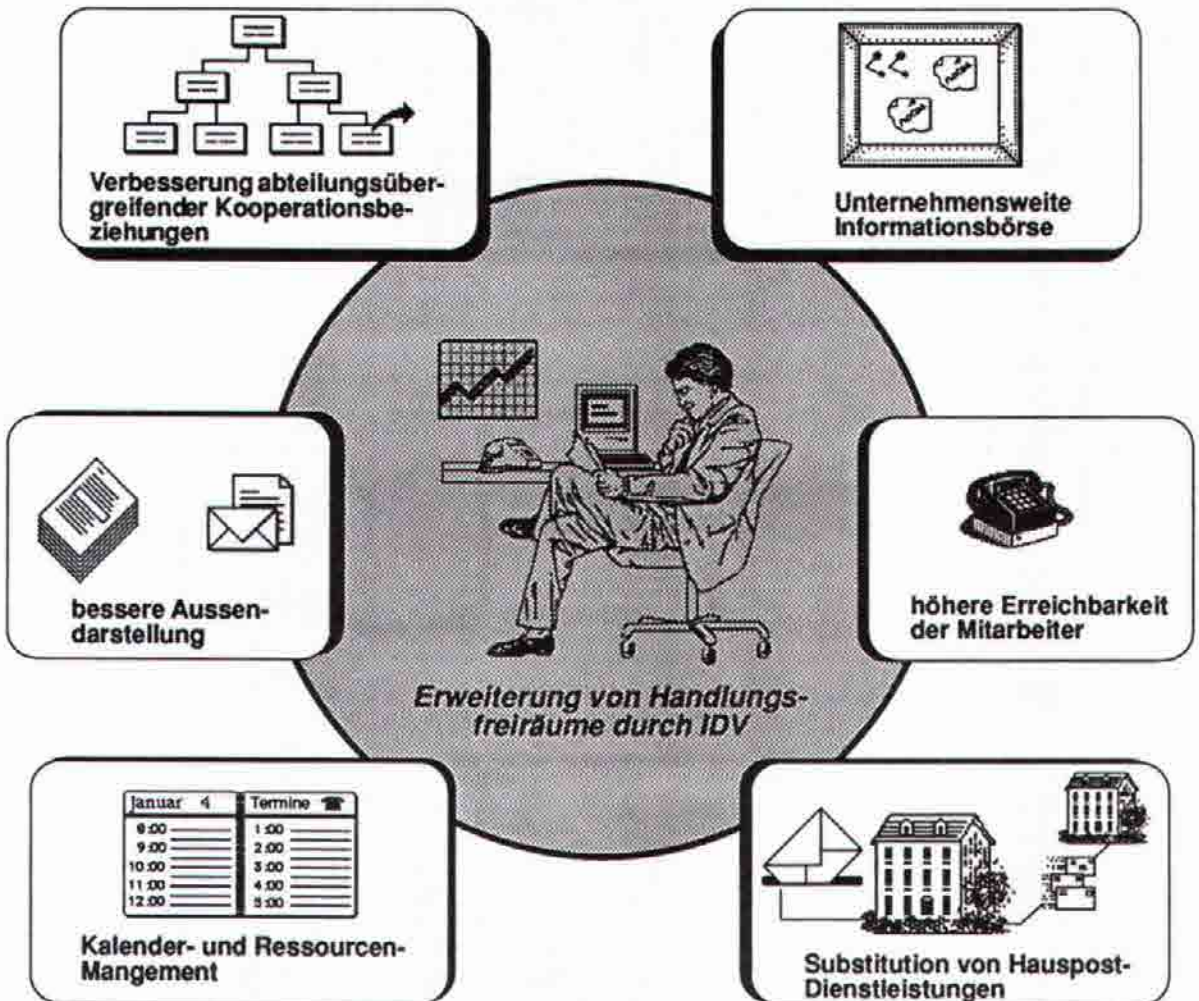 Verbesserung abteilungsüber-
greifender Kooperationsbe-
ziehungen
Unternehmensweite
Informationsbörse
bessere Aussen-
darstellung
höhere Erreichbarkeit
der Mitarbeiter
Erweiterung von Handlungs-
freiräume durch IDV
Januar 4
8:00
9:00
10:00
11:00
12:00
Termine
1:00
2:00
3:00
4:00
5:00
Kalender- und Ressourcen-
Mangement
Substitution von Hauspost-
Dienstleistungen